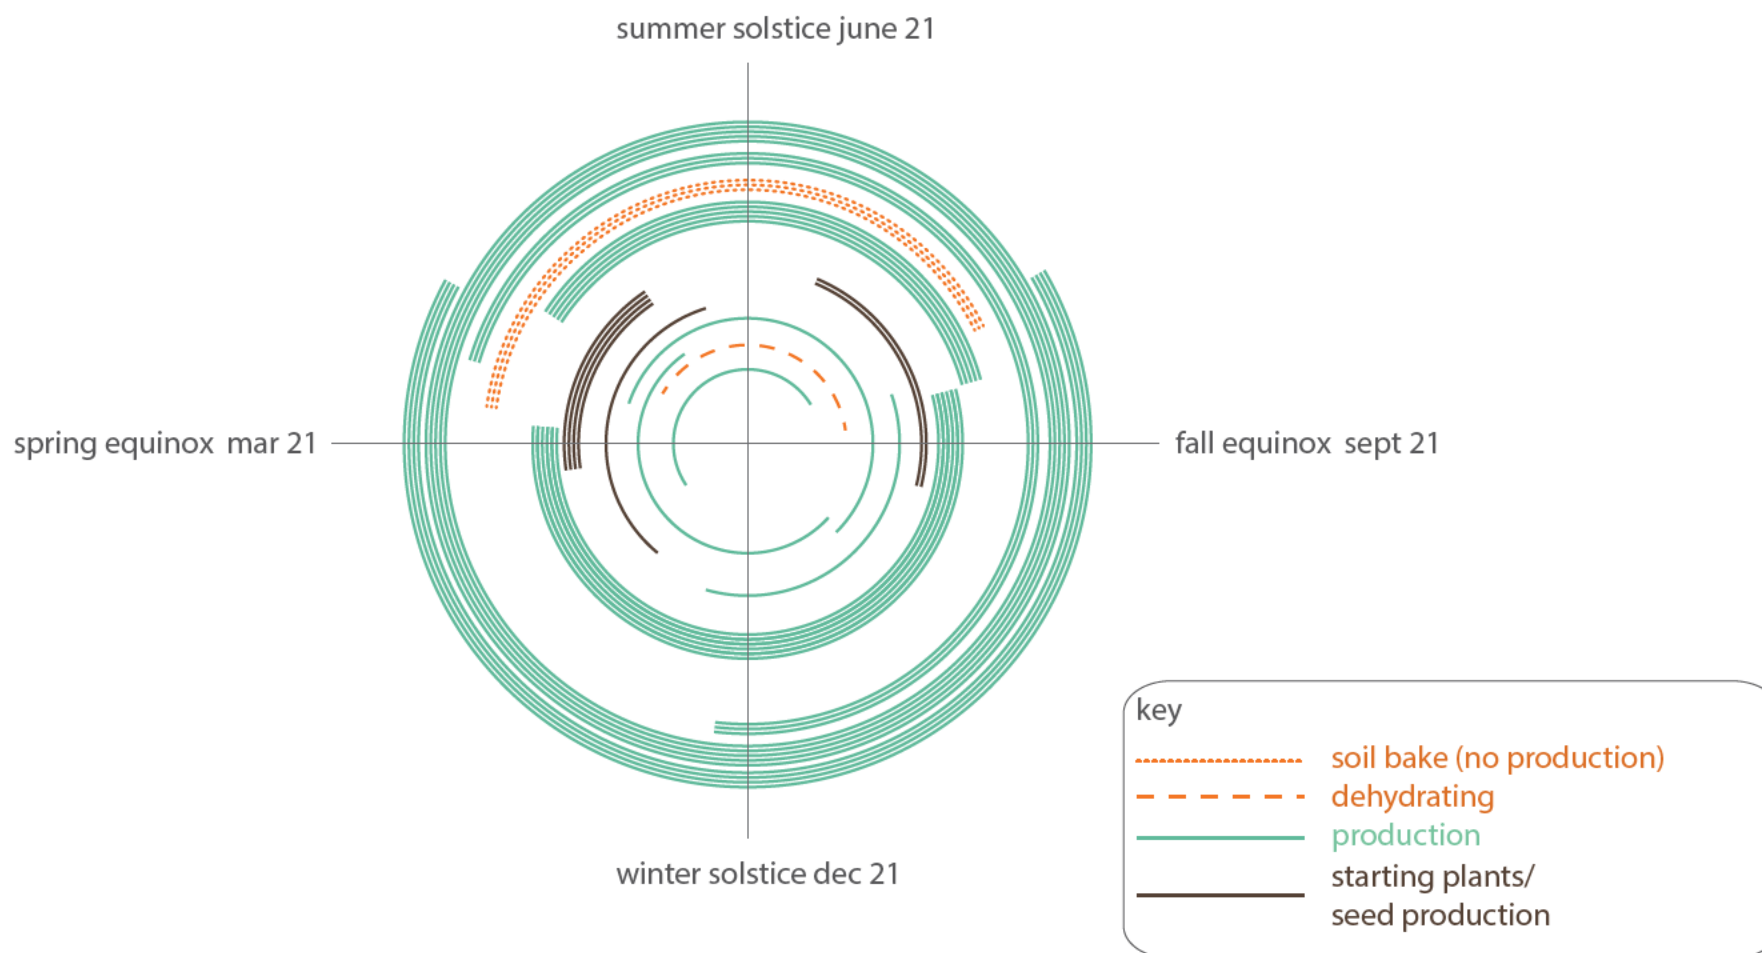 summer solstice june 21
spring equinox  mar 21
fall equinox  sept 21
winter solstice dec 21
key
soil bake (no production)
dehydrating
production
starting plants/
seed production